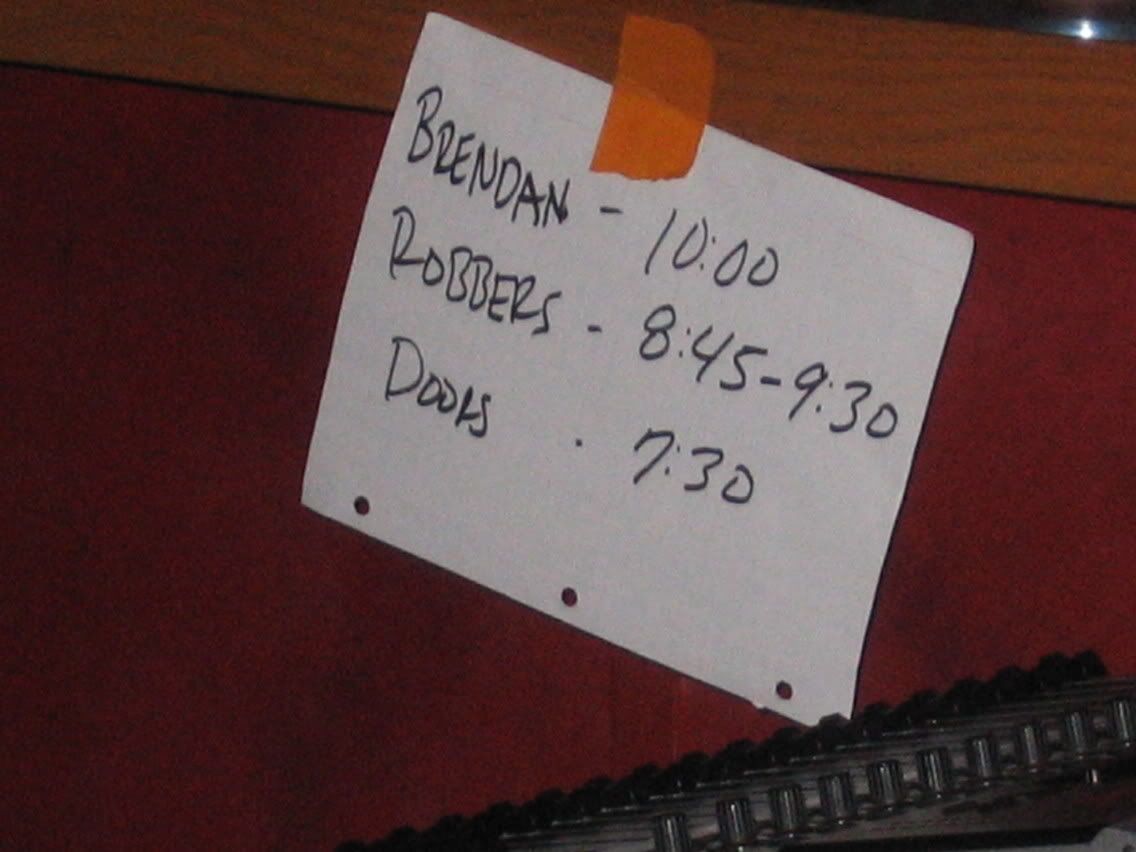 BRENDAN - 10:00
ROBBERS - 8:45-9:30
DOORS - 7:30